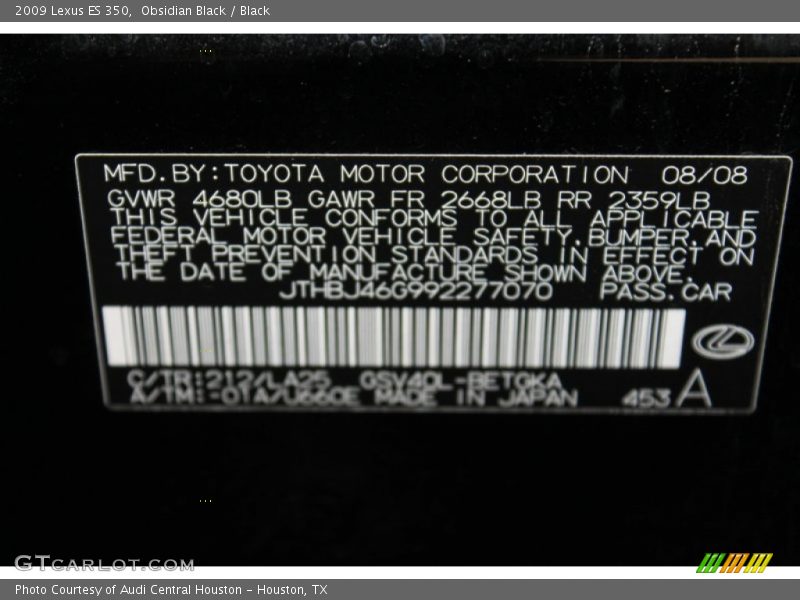 2009 Lexus ES 350,  Obsidian Black / Black
MFD.BY:TOYOTA MOTOR CORPORATION 08/08
GVWR 4680LB GAWR FR 2668LB RR 2359LB
THIS VEHICLE CONFORMS TO ALL APPLICABLE
FEDERAL MOTOR VEHICLE SAFETY,BUMPER,AND
THEFT PREVENTION STANDARDS IN EFFECT ON
THE DATE OF MANUFACTURE SHOWN ABOVE.
JTHBJ46G992277070 PASS.CAR
C/TR:212/LA25 GSV40L-BETGKA
A/TM:-01A/U660E MADE IN JAPAN 453 A
GTCARLOT.COM
Photo Courtesy of Audi Central Houston - Houston, TX